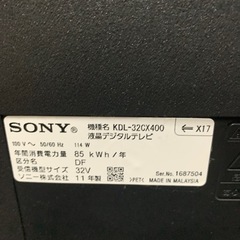 SONY 機種名 KDL-32CX400
液晶デジタルテレビ
← X17
100 V ～ 50/60 Hz 114 W
年間消費電力量 85 kWh/年
区分名 DF
受信機型サイズ 32V
ソニー株式会社 11年製
MADE IN MALAYSIA
Ser.No.1687504